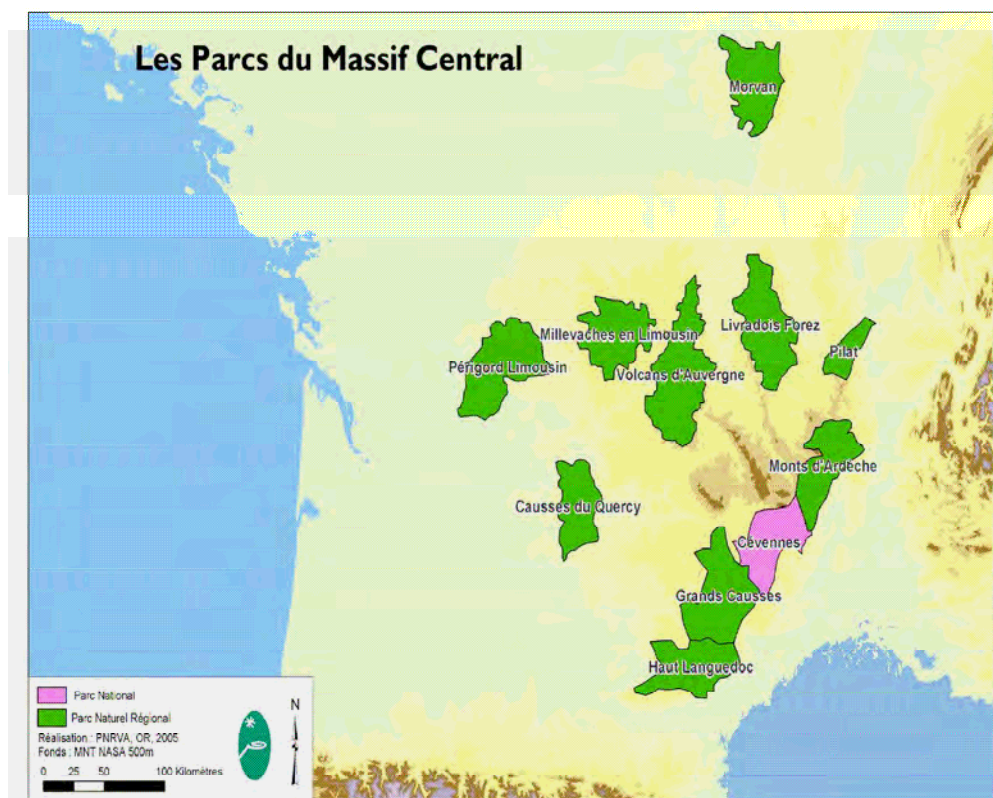 Les Parcs du Massif Central
Morvan
Livradois Forez
Millevaches en Limousin
Pilat
Périgord Limousin
Volcans d'Auvergne
Monts d'Ardèche
Causses du Quercy
Cévennes
Grands Causses
Haut Languedoc
Parc National
Parc Naturel Régional
Réalisation : PNRVA, OR, 2005
Fonds : MNT NASA 500m
N
0 25 50 100 Kilomètres